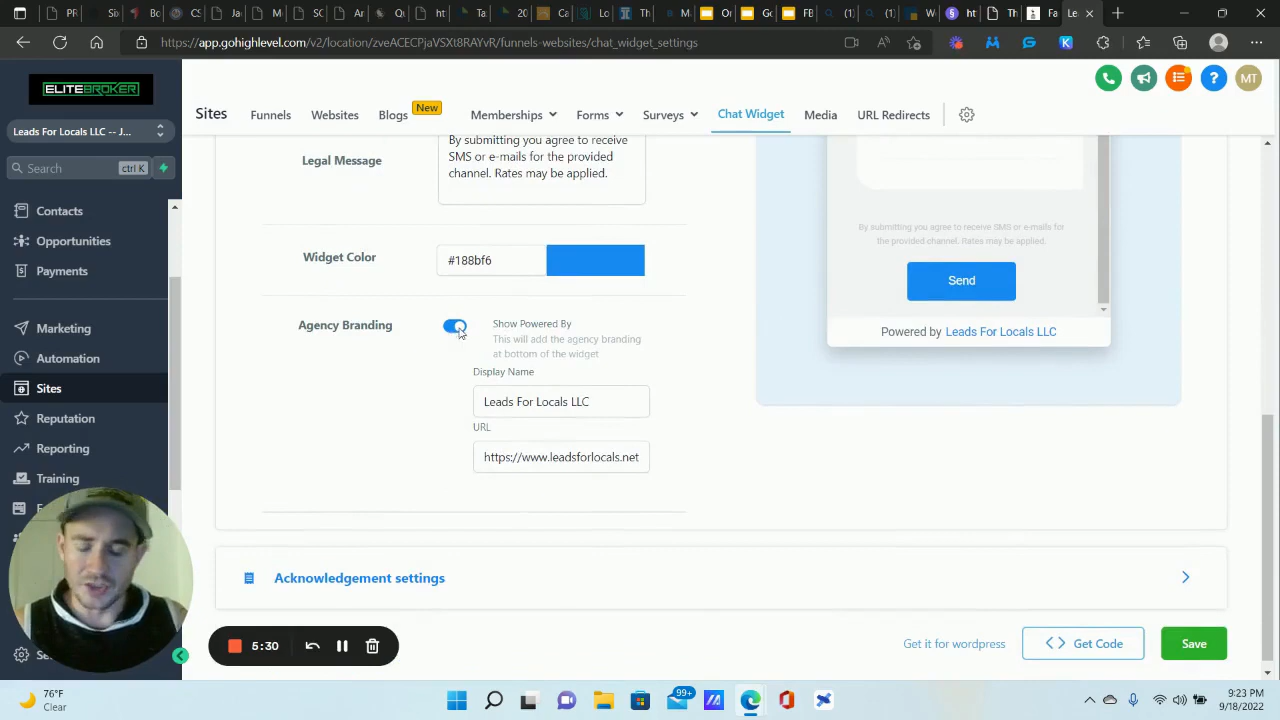 https://app.gohighlevel.com/v2/location/zveACECPjaVSXt8RAYvR/funnels-websites/chat_widget_settings
ELITEBROKER
Leads For Locals LLC -- J...
Search
ctrl K
Contacts
Opportunities
Payments
Marketing
Automation
Sites
Reputation
Reporting
Training
Sites
Funnels
Websites
Blogs
New
Memberships
Forms
Surveys
Chat Widget
Media
URL Redirects
MT
Legal Message
By submitting you agree to receive
SMS or e-mails for the provided
channel. Rates may be applied.
Widget Color
#188bf6
Agency Branding
Show Powered By
This will add the agency branding
at bottom of the widget
Display Name
Leads For Locals LLC
URL
https://www.leadsforlocals.net
By submitting you agree to receive SMS or e-mails for
the provided channel. Rates may be applied.
Send
Powered by Leads For Locals LLC
Acknowledgement settings
5:30
Get it for wordpress
Get Code
Save
76°F
Clear
99+
9:23 PM
9/18/2022